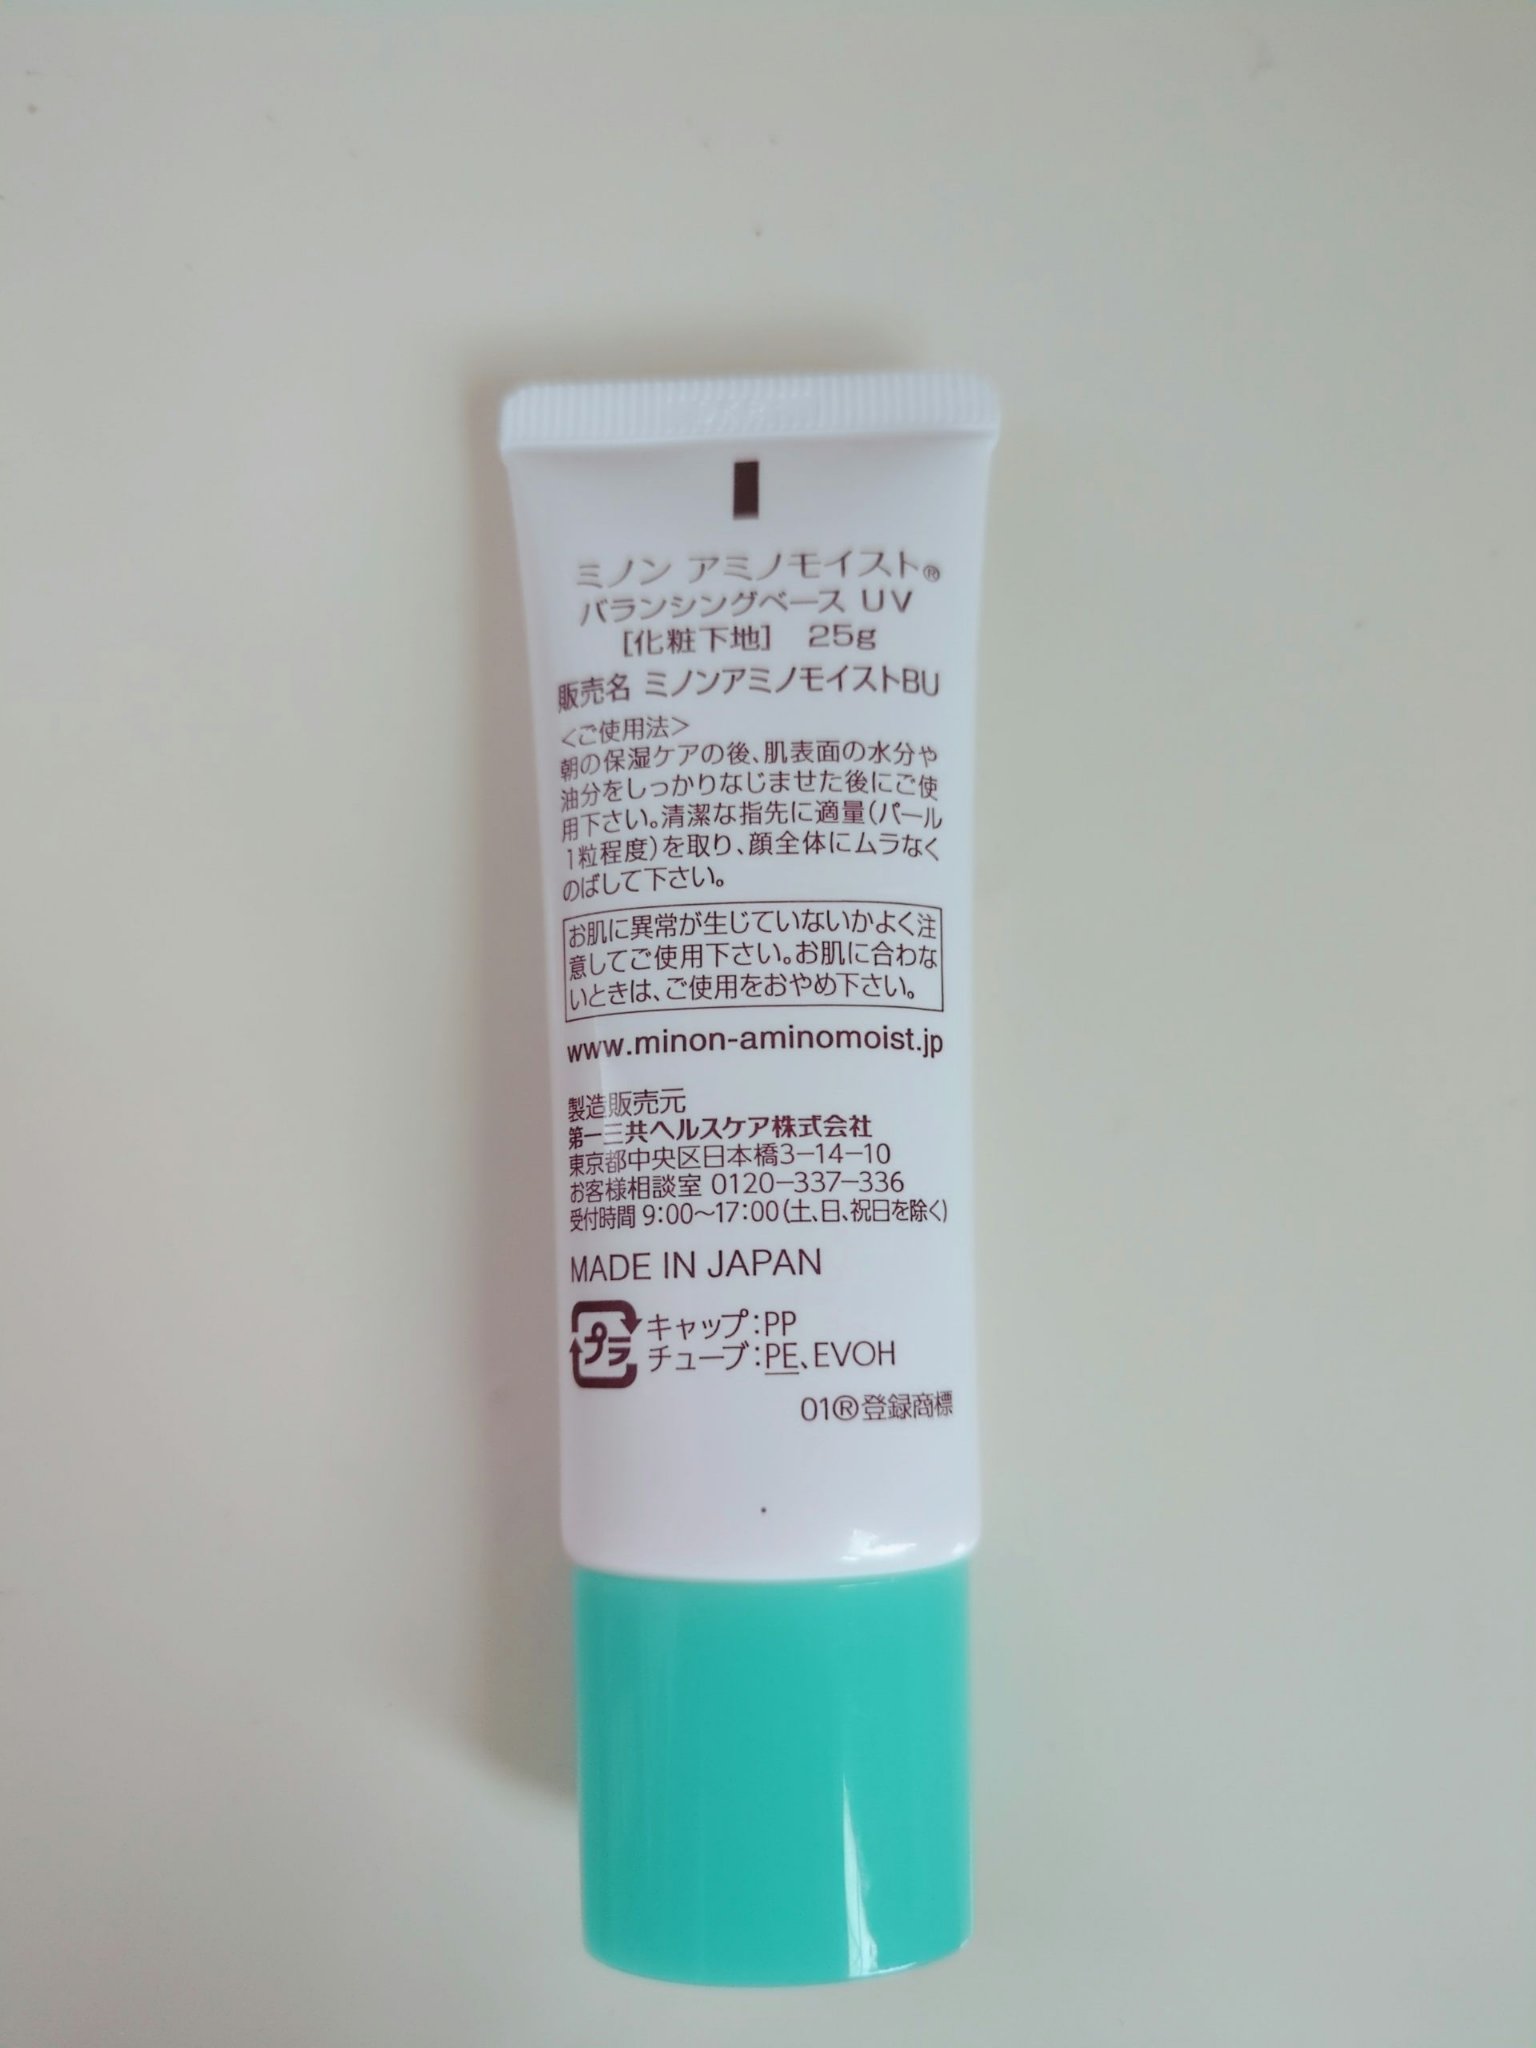 ミノン アミノモイスト®
バランシングベース UV
[化粧下地] 25g
販売名 ミノンアミノモイストBU
<ご使用法>
朝の保湿ケアの後、肌表面の水分や
油分をしっかりなじませた後にご使
用下さい。清潔な指先に適量(パール
1粒程度)を取り、顔全体にムラなく
のばして下さい。
お肌に異常が生じていないかよく注
意してご使用下さい。お肌に合わな
いときは、ご使用をおやめ下さい。
www.minon-aminomoist.jp
製造販売元
第一三共ヘルスケア株式会社
東京都中央区日本橋3-14-10
お客様相談室 0120-337-336
受付時間 9:00~17:00(土、日、祝日を除く)
MADE IN JAPAN
プラ キャップ:PP
チューブ:PE、EVOH
01®登録商標